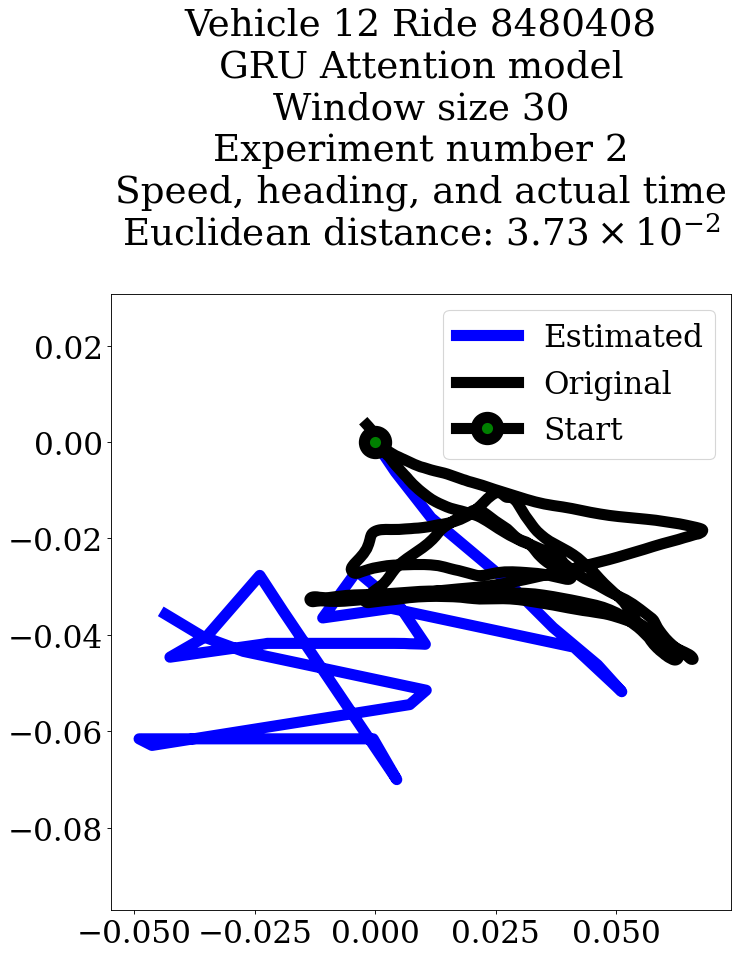 Vehicle 12 Ride 8480408
GRU Attention model
Window size 30
Experiment number 2
Speed, heading, and actual time
Euclidean distance: 3.73 × 10⁻²
Estimated
Original
Start
0.02
0.00
−0.02
−0.04
−0.06
−0.08
−0.050 −0.025 0.000 0.025 0.050